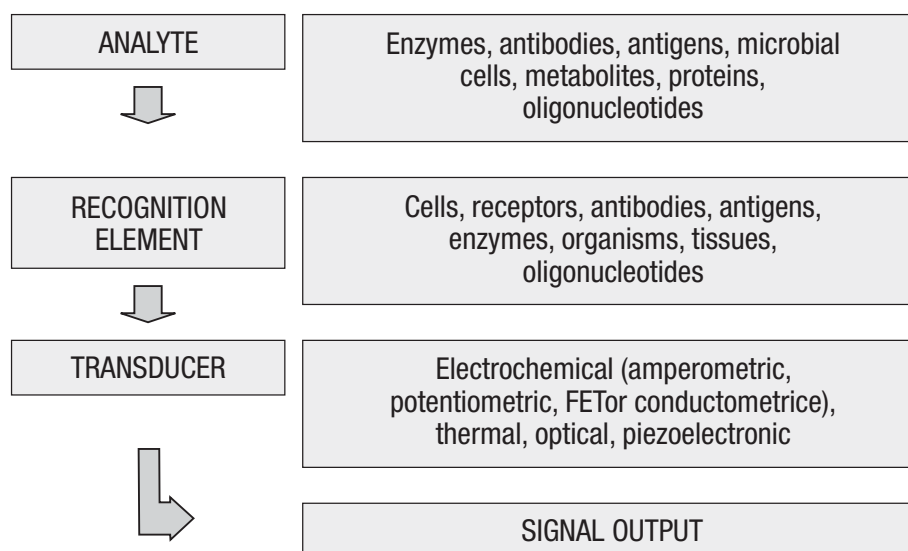 ANALYTE
Enzymes, antibodies, antigens, microbial
cells, metabolites, proteins,
oligonucleotides
RECOGNITION
ELEMENT
Cells, receptors, antibodies, antigens,
enzymes, organisms, tissues,
oligonucleotides
TRANSDUCER
Electrochemical (amperometric,
potentiometric, FETor conductometrice),
thermal, optical, piezoelectronic
SIGNAL OUTPUT